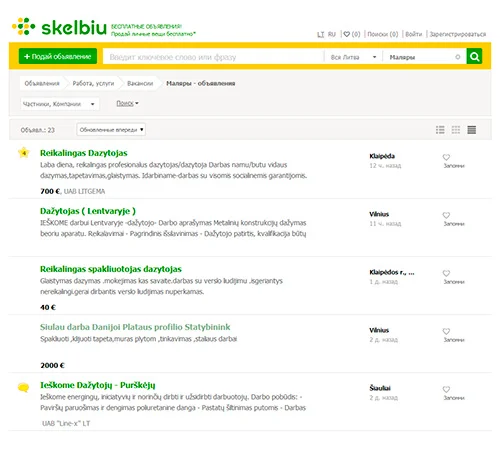 skelbiu БЕСПЛАТНЫЕ ОБЪЯВЛЕНИЯ!
Продай личные вещи бесплатно*
LT RU (0) | Поиски (0) | Войти | Зарегистрироваться
+ Подай объявление
Введите ключевое слово или фразу
Вся Литва
Маляры
Объявления
Работа, услуги
Вакансии
Маляры - объявления
Частники, Компании
Поиск
Объявл.: 23
Обновленные впереди
4
Reikalingas Dazytojas
Laba diena, reikalingas profesionalus dazytojas/dazytoja Darbas namu/butu vidaus
dazymas,tapetavimas,glaistymas. Idarbiname-darbas su visomis socialinemis garantijomis.
700 €, UAB LITGEMA
Klaipėda
12 ч. назад
Запомни
Dažytojas ( Lentvaryje )
IEŠKOME darbui Lentvaryje -dažytojo- Darbo aprašymas Metalinių konstrukcijų dažymas
beoriu aparatu. Reikalavimai - Pagrindinis išsilavinimas - Dažytojo patirtis, kvalifikacija būtų
Vilnius
11 ч. назад
Запомни
Reikalingas spakliuotojas dazytojas
Glaistymas dazymas .mokejimas kas savaite.darbas su verslo liudijimu .isgeriantys
nereikalingi.gerai dirbantis verslo liudijimas nuperkamas.
40 €
Klaipėdos r., ...
1 д. назад
Запомни
Siulau darba Danijoi Plataus profilio Statybinink
Spakliuoti ,klijuoti tapeta,muras plytom ,tinkavimas ,staliaus darbai
2000 €
Vilnius
2 д. назад
Запомни
Ieškome Dažytojų - Purškėjų
Ieškome energingų, iniciatyvių ir norinčių dirbti ir užsidirbti darbuotojų. Darbo pobūdis: -
Paviršių paruošimas ir dengimas poliuretanine danga - Pastatų šiltinimas putomis - Darbas
UAB "Line-x" LT
Šiauliai
1 д. назад
Запомни